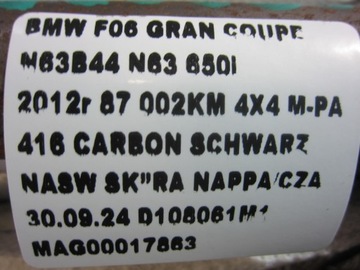 BMW F06 GRAN COUPE
N63B44 N63 650i
2012r 87 002KM 4X4 M-PA
416 CARBON SCHWARZ
NASW SK"RA NAPPA/CZA
30.09.24 D108061M1
MAG00017863